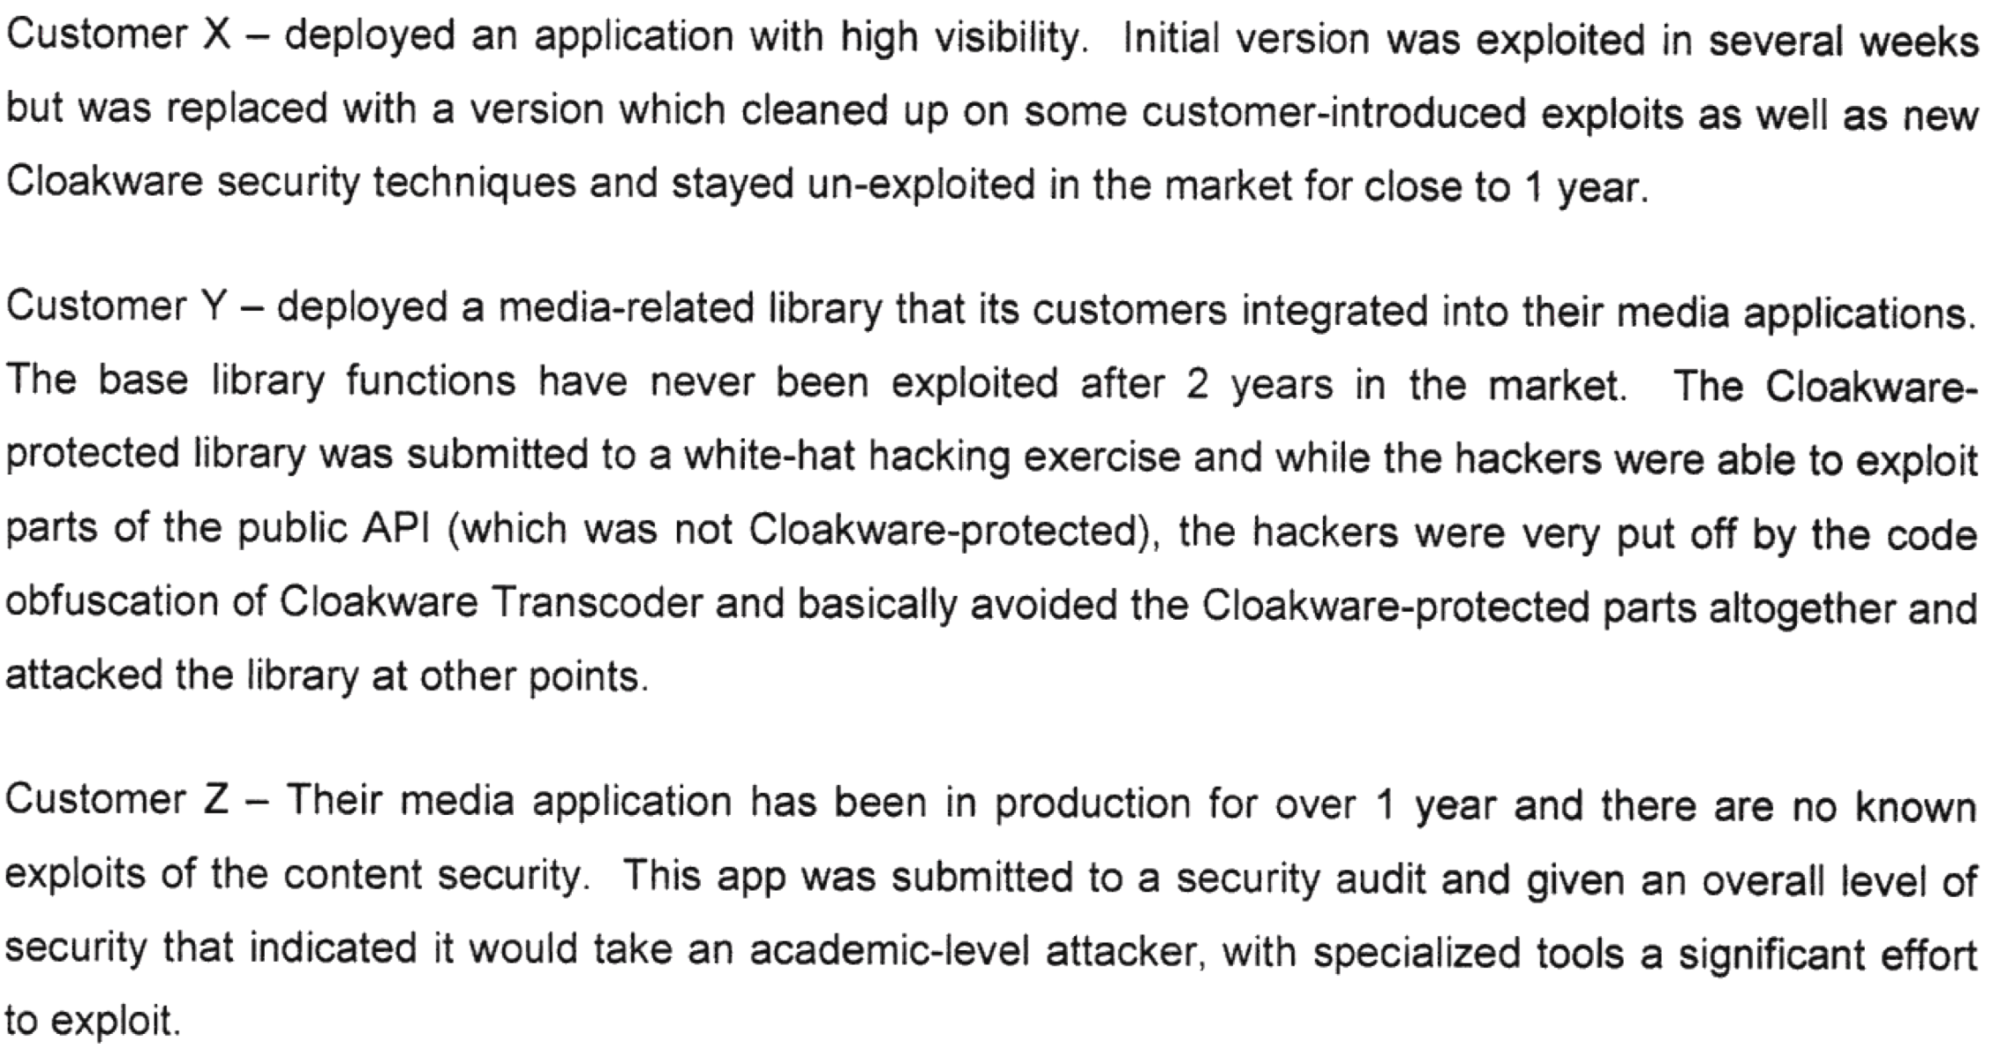 Customer X – deployed an application with high visibility.  Initial version was exploited in several weeks
but was replaced with a version which cleaned up on some customer-introduced exploits as well as new
Cloakware security techniques and stayed un-exploited in the market for close to 1 year.
Customer Y – deployed a media-related library that its customers integrated into their media applications.
The base library functions have never been exploited after 2 years in the market.  The Cloakware-
protected library was submitted to a white-hat hacking exercise and while the hackers were able to exploit
parts of the public API (which was not Cloakware-protected), the hackers were very put off by the code
obfuscation of Cloakware Transcoder and basically avoided the Cloakware-protected parts altogether and
attacked the library at other points.
Customer Z – Their media application has been in production for over 1 year and there are no known
exploits of the content security.  This app was submitted to a security audit and given an overall level of
security that indicated it would take an academic-level attacker, with specialized tools a significant effort
to exploit.